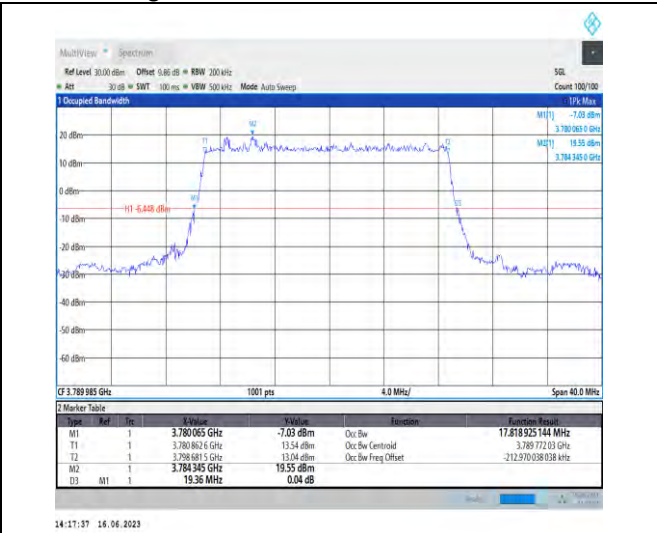 MultiView Spectrum
Ref Level 30.00 dBm Offset 9.86 dB RBW 200 kHz SGL
Att 30 dB SWT 100 ms VBW 500 kHz Mode Auto Sweep Count 100/100
1 Occupied Bandwidth 1Pk Max
M1[1] -7.03 dBm
3.780 065 0 GHz
M2[1] 19.55 dBm
3.784 345 0 GHz
M2
T1
T2
20 dBm
10 dBm
0 dBm
M1
D3
H1 -6.448 dBm
-10 dBm
-20 dBm
-30 dBm
-40 dBm
-50 dBm
-60 dBm
CF 3.789 985 GHz 1001 pts 4.0 MHz/ Span 40.0 MHz
2 Marker Table
Type Ref Trc X-Value Y-Value Function Function Result
M1 1 3.780 065 GHz -7.03 dBm Occ Bw 17.818 925 144 MHz
T1 1 3.780 862 6 GHz 13.54 dBm Occ Bw Centroid 3.789 772 03 GHz
T2 1 3.798 681 5 GHz 13.04 dBm Occ Bw Freq Offset -212.970 038 038 kHz
M2 1 3.784 345 GHz 19.55 dBm
D3 M1 1 19.36 MHz 0.04 dB
14:17:37 16.06.2023